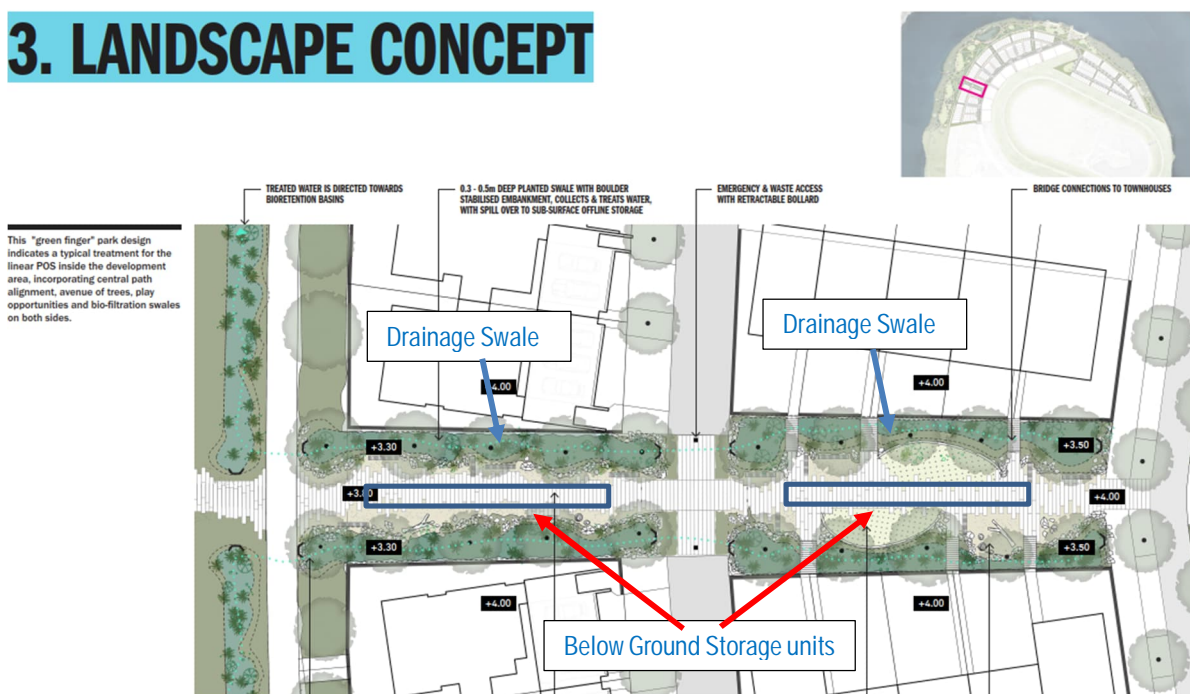 3. LANDSCAPE CONCEPT
TREATED WATER IS DIRECTED TOWARDS
BIORETENTION BASINS
0.3 - 0.5m DEEP PLANTED SWALE WITH BOULDER
STABILISED EMBANKMENT, COLLECTS & TREATS WATER,
WITH SPILL OVER TO SUB-SURFACE OFFLINE STORAGE
EMERGENCY & WASTE ACCESS
WITH RETRACTABLE BOLLARD
BRIDGE CONNECTIONS TO TOWNHOUSES
This "green finger" park design
indicates a typical treatment for the
linear POS inside the development
area, incorporating central path
alignment, avenue of trees, play
opportunities and bio-filtration swales
on both sides.
Drainage Swale
Drainage Swale
+4.00
+4.00
+3.30
+3.50
+4.00
+3.30
+3.50
+4.00
+4.00
Below Ground Storage units